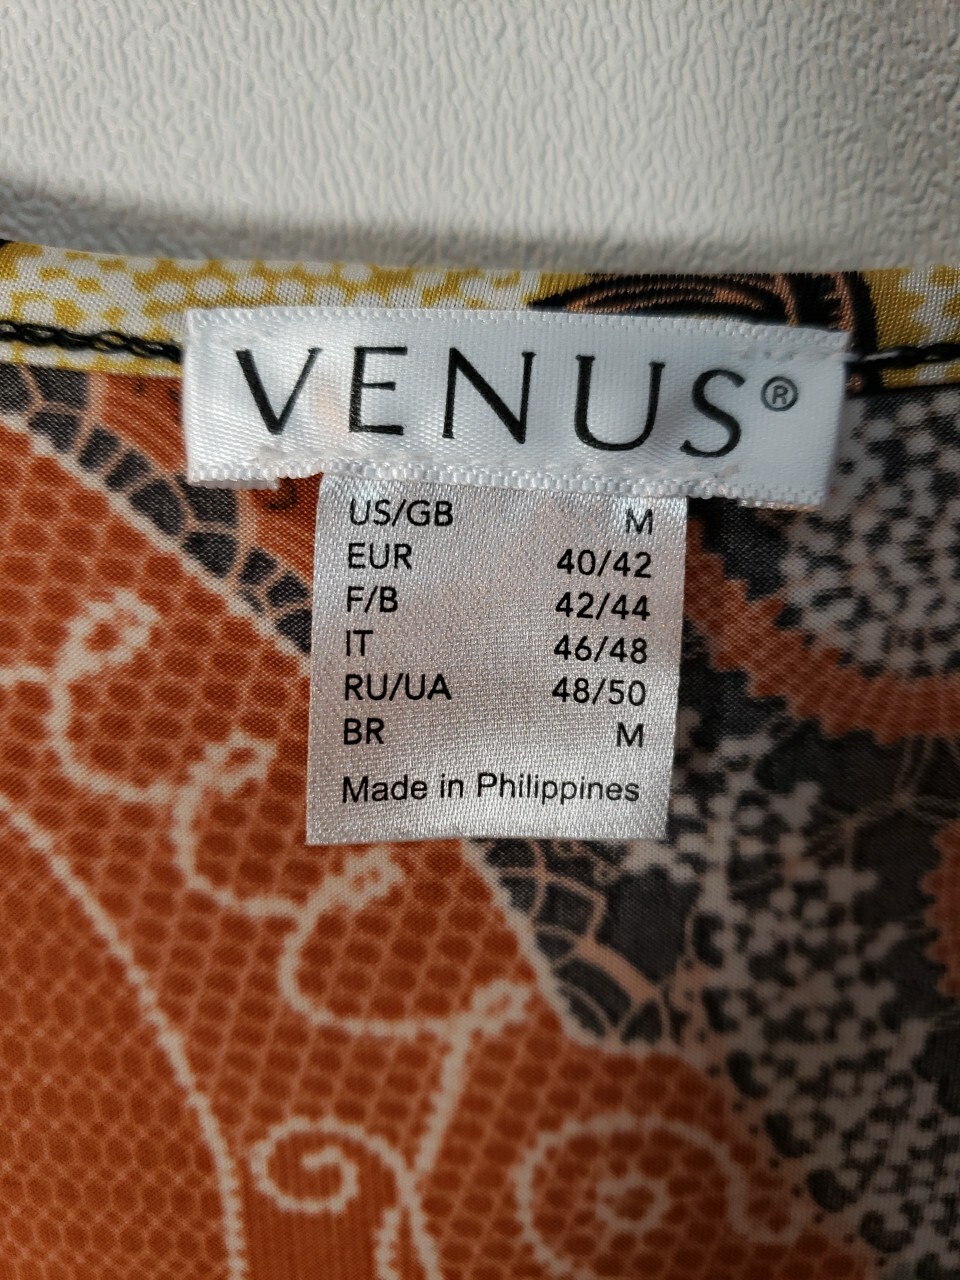 VENUS®
US/GB M
EUR 40/42
F/B 42/44
IT 46/48
RU/UA 48/50
BR M
Made in Philippines